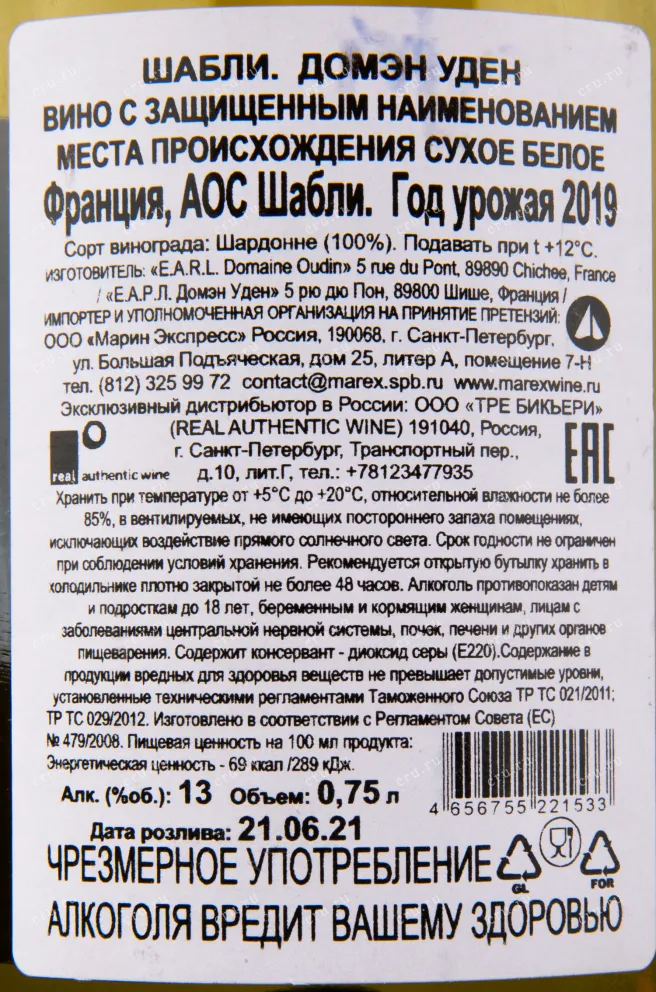 ШАБЛИ. ДОМЭН УДЕН
ВИНО С ЗАЩИЩЕННЫМ НАИМЕНОВАНИЕМ
МЕСТА ПРОИСХОЖДЕНИЯ СУХОЕ БЕЛОЕ
Франция, АОС Шабли. Год урожая 2019
Сорт винограда: Шардонне (100%). Подавать при t +12°С.
ИЗГОТОВИТЕЛЬ: «E.A.R.L. Domaine Oudin» 5 rue du Pont, 89890 Chichee, France
/ «Е.А.Р.Л. Домэн Уден» 5 рю дю Пон, 89800 Шише, Франция /
ИМПОРТЕР И УПОЛНОМОЧЕННАЯ ОРГАНИЗАЦИЯ НА ПРИНЯТИЕ ПРЕТЕНЗИЙ:
ООО «Марин Экспресс» Россия, 190068, г. Санкт-Петербург,
ул. Большая Подъяческая, дом 25, литер А, помещение 7-Н
тел. (812) 325 99 72 contact@marex.spb.ru www.marexwine.ru
Эксклюзивный дистрибьютор в России: ООО «ТРЕ БИКЬЕРИ»
(REAL AUTHENTIC WINE) 191040, Россия,
г. Санкт-Петербург, Транспортный пер.,
д.10, лит.Г, тел.: +78123477935
real authentic wine
EAC
Хранить при температуре от +5°С до +20°С, относительной влажности не более
85%, в вентилируемых, не имеющих постороннего запаха помещениях,
исключающих воздействие прямого солнечного света. Срок годности не ограничен
при соблюдении условий хранения. Рекомендуется открытую бутылку хранить в
холодильнике плотно закрытой не более 48 часов. Алкоголь противопоказан детям
и подросткам до 18 лет, беременным и кормящим женщинам, лицам с
заболеваниями центральной нервной системы, почек, печени и других органов
пищеварения. Содержит консервант - диоксид серы (Е220).Содержание в
продукции вредных для здоровья веществ не превышает допустимые уровни,
установленные техническими регламентами Таможенного Союза ТР ТС 021/2011;
ТР ТС 029/2012. Изготовлено в соответствии с Регламентом Совета (ЕС)
№ 479/2008. Пищевая ценность на 100 мл продукта:
Энергетическая ценность - 69 ккал /289 кДж.
Алк. (%об.): 13 Объем: 0,75 л
4 656755 221533
Дата розлива: 21.06.21
ЧРЕЗМЕРНОЕ УПОТРЕБЛЕНИЕ
GL FOR
АЛКОГОЛЯ ВРЕДИТ ВАШЕМУ ЗДОРОВЬЮ